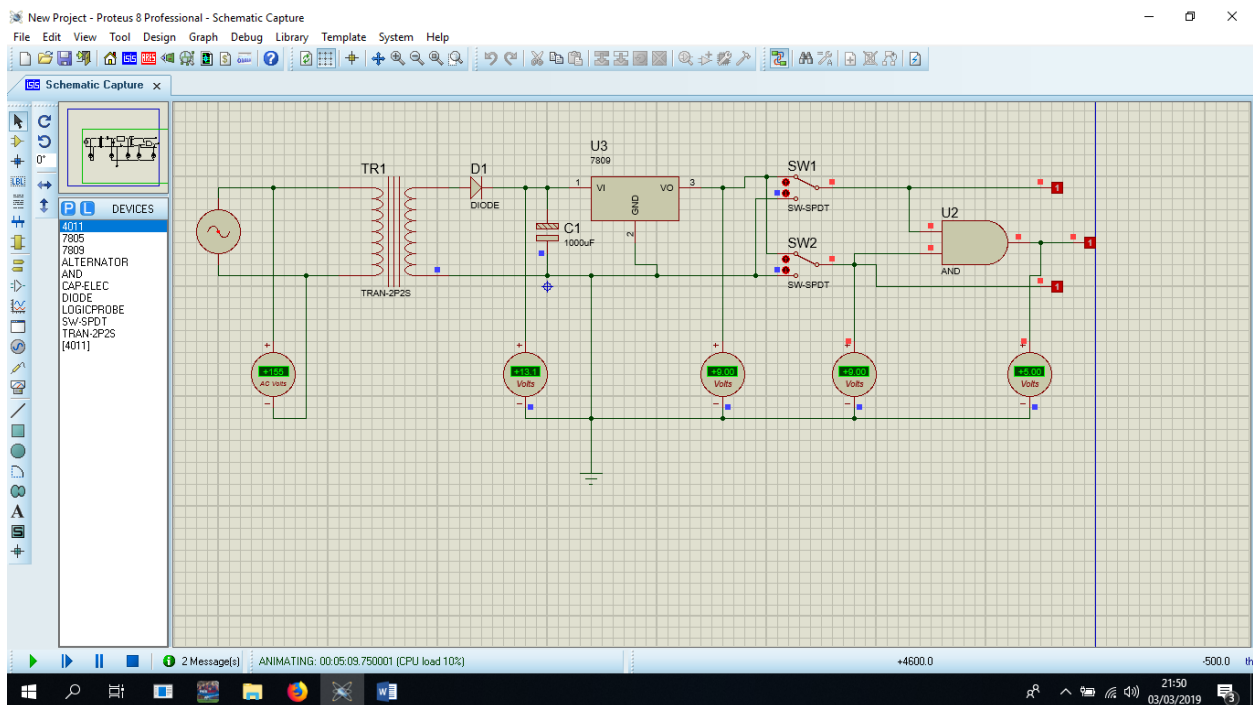 New Project - Proteus 8 Professional - Schematic Capture
File Edit View Tool Design Graph Debug Library Template System Help
Schematic Capture
0°
P L DEVICES
4011
7805
7809
ALTERNATOR
AND
CAP-ELEC
DIODE
LOGICPROBE
SW-SPDT
TRAN-2P2S
[4011]
TR1
TRAN-2P2S
D1
DIODE
C1
1000uF
U3
7809
1 VI VO 3
GND
2
SW1
SW-SPDT
SW2
SW-SPDT
U2
AND
1
1
1
+155
AC Volts
+13.1
Volts
+9.00
Volts
+9.00
Volts
+5.00
Volts
2 Message(s) ANIMATING: 00:05:09.750001 (CPU load 10%) +4600.0 -500.0 th
21:50
03/03/2019
3